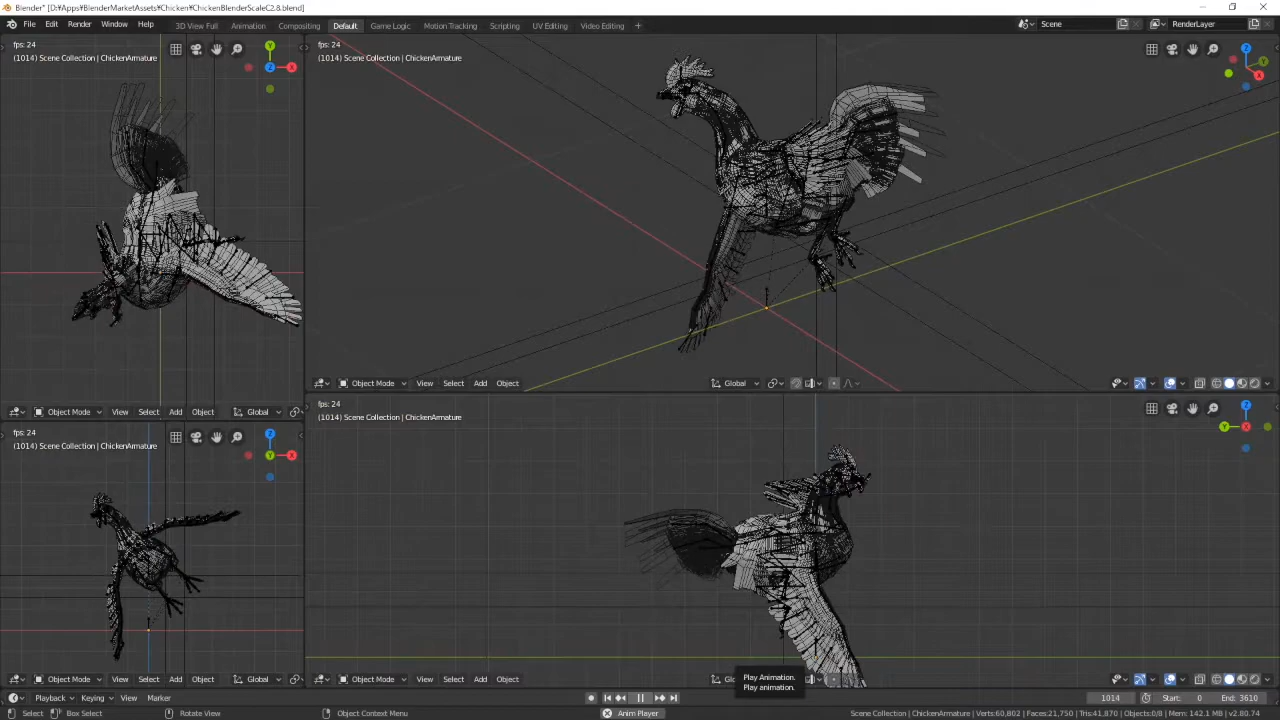 Blender* [D:¥Apps¥BlenderMarketAssets¥Chicken¥ChickenBlenderScaleC2.8.blend]
File Edit Render Window Help 3D View Full Animation Compositing Default Game Logic Motion Tracking Scripting UV Editing Video Editing + Scene RenderLayer
fps: 24
(1014) Scene Collection | ChickenArmature
Y
Z
X
Object Mode View Select Add Object Global
fps: 24
(1014) Scene Collection | ChickenArmature
Z
Y
X
Object Mode View Select Add Object Global
fps: 24
(1014) Scene Collection | ChickenArmature
Z
Y
X
Object Mode View Select Add Object Global
fps: 24
(1014) Scene Collection | ChickenArmature
Z
Y
X
Object Mode View Select Add Object Glo
Play Animation.
Play animation.
Playback Keying View Marker 1014 Start: 0 End: 3610
Select Box Select Rotate View Object Context Menu Anim Player Scene Collection | ChickenArmature | Verts:60,802 | Faces:21,750 | Tris:41,870 | Objects:0/8 | Mem: 142.1 MB | v2.80.74